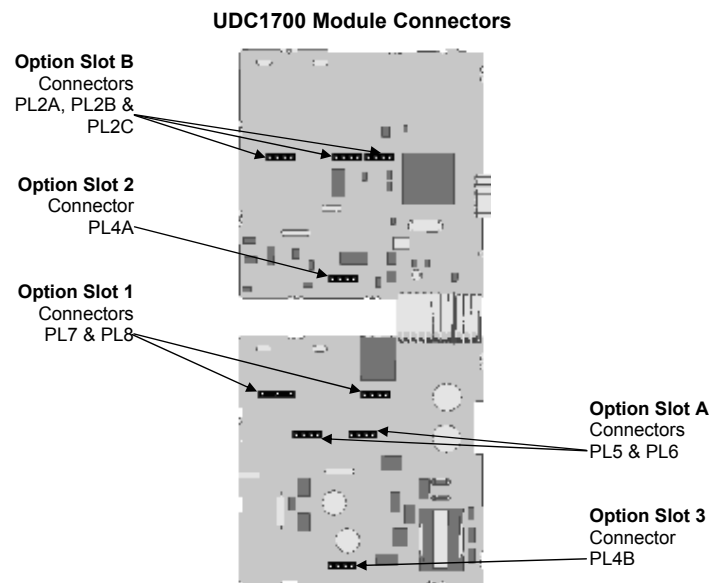 UDC1700 Module Connectors
Option Slot B
Connectors
PL2A, PL2B &
PL2C
Option Slot 2
Connector
PL4A
Option Slot 1
Connectors
PL7 & PL8
Option Slot A
Connectors
PL5 & PL6
Option Slot 3
Connector
PL4B